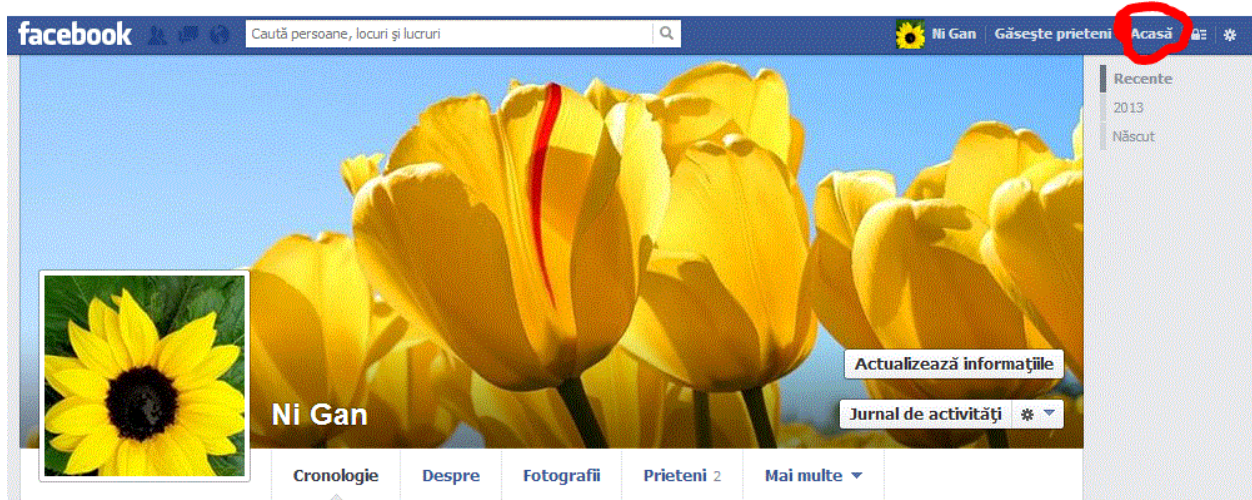 facebook Caută persoane, locuri şi lucruri Ni Gan Găseşte prieteni Acasă
Recente
2013
Născut
Actualizează informaţiile
Ni Gan Jurnal de activităţi
Cronologie Despre Fotografii Prieteni 2 Mai multe